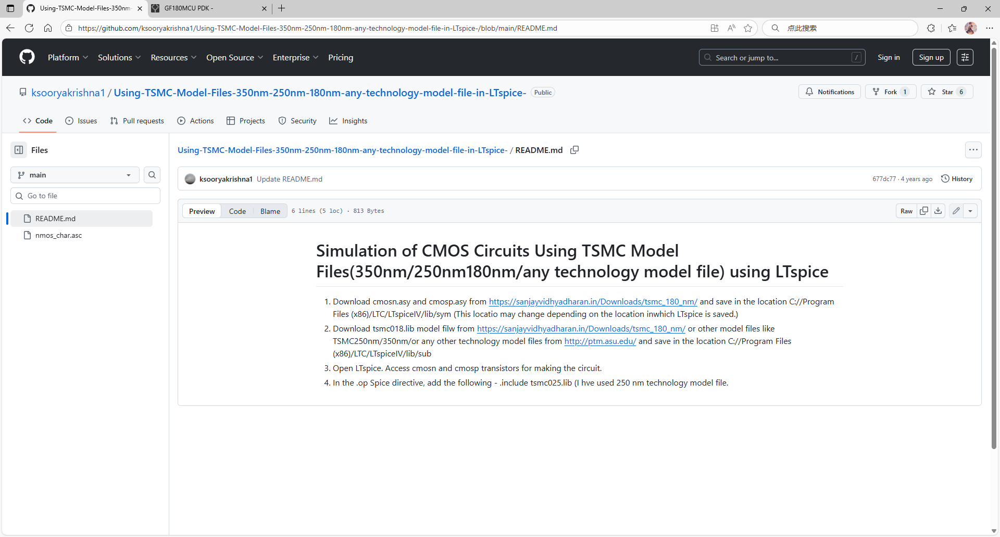 Using-TSMC-Model-Files-350nm-
GF180MCU PDK -
https://github.com/ksooryakrishna1/Using-TSMC-Model-Files-350nm-250nm-180nm-any-technology-model-file-in-LTspice-/blob/main/README.md
点此搜索
Platform
Solutions
Resources
Open Source
Enterprise
Pricing
Search or jump to...
/
Sign in
Sign up
ksooryakrishna1 / Using-TSMC-Model-Files-350nm-250nm-180nm-any-technology-model-file-in-LTspice- Public
Notifications
Fork 1
Star 6
Code
Issues
Pull requests
Actions
Projects
Security
Insights
Files
main
Go to file
README.md
nmos_char.asc
Using-TSMC-Model-Files-350nm-250nm-180nm-any-technology-model-file-in-LTspice- / README.md
ksooryakrishna1 Update README.md
677dc77 · 4 years ago
History
Preview
Code
Blame
6 lines (5 loc) · 813 Bytes
Raw
Simulation of CMOS Circuits Using TSMC Model
Files(350nm/250nm180nm/any technology model file) using LTspice
1. Download cmosn.asy and cmosp.asy from https://sanjayvidhyadharan.in/Downloads/tsmc_180_nm/ and save in the location C://Program
Files (x86)/LTC/LTspiceIV/lib/sym (This locatio may change depending on the location inwhich LTspice is saved.)
2. Download tsmc018.lib model filw from https://sanjayvidhyadharan.in/Downloads/tsmc_180_nm/ or other model files like
TSMC250nm/350nm/or any other technology model files from http://ptm.asu.edu/ and save in the location C://Program Files
(x86)/LTC/LTspiceIV/lib/sub
3. Open LTspice. Access cmosn and cmosp transistors for making the circuit.
4. In the .op Spice directive, add the following - .include tsmc025.lib (I hve used 250 nm technology model file.